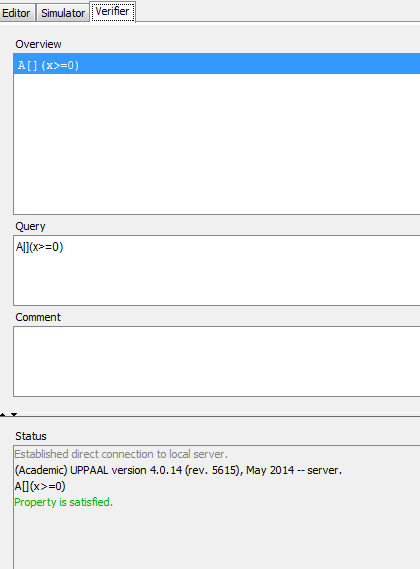 Editor Simulator Verifier
Overview
A[](x>=0)
Query
A[](x>=0)
Comment
Status
Established direct connection to local server.
(Academic) UPPAAL version 4.0.14 (rev. 5615), May 2014 -- server.
A[](x>=0)
Property is satisfied.